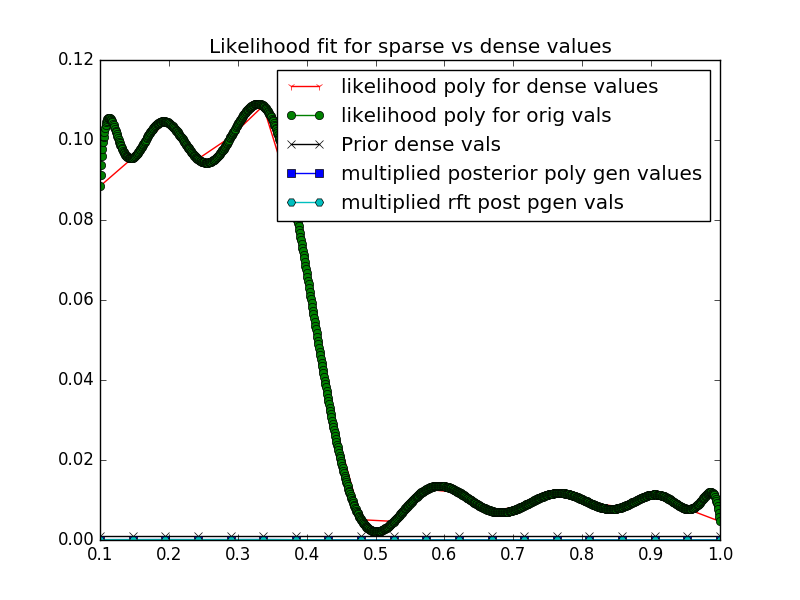 Likelihood fit for sparse vs dense values
0.12
0.10
0.08
0.06
0.04
0.02
0.00
likelihood poly for dense values
likelihood poly for orig vals
Prior dense vals
multiplied posterior poly gen values
multiplied rft post pgen vals
0.1 0.2 0.3 0.4 0.5 0.6 0.7 0.8 0.9 1.0